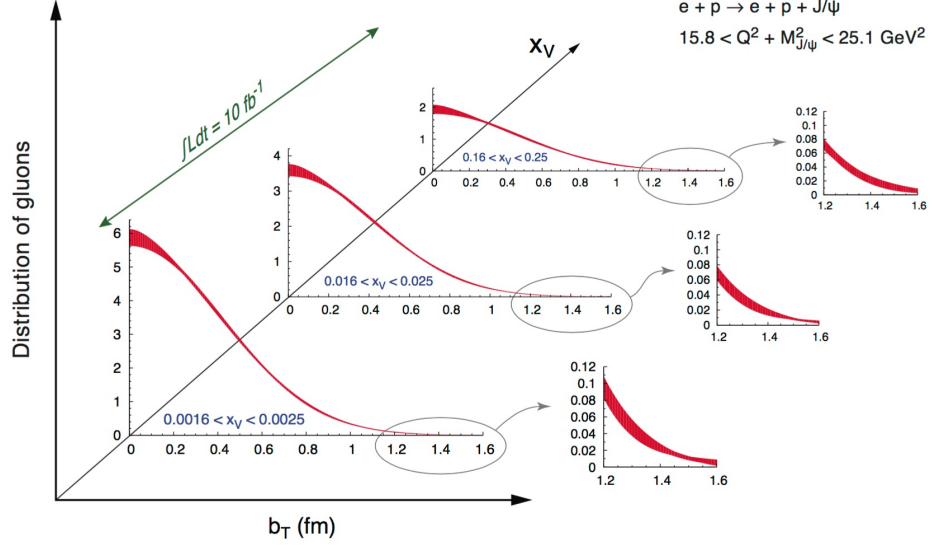 e + p → e + p + J/ψ
15.8 < Q² + M²J/ψ < 25.1 GeV²
xV
∫Ldt = 10 fb⁻¹
Distribution of gluons
2
1
0
0.16 < xV < 0.25
0 0.2 0.4 0.6 0.8 1 1.2 1.4 1.6
0.12
0.1
0.08
0.06
0.04
0.02
0
1.2 1.4 1.6
4
3
2
1
0
0.016 < xV < 0.025
0 0.2 0.4 0.6 0.8 1 1.2 1.4 1.6
0.12
0.1
0.08
0.06
0.04
0.02
0
1.2 1.4 1.6
6
5
4
3
2
1
0
0.0016 < xV < 0.0025
0 0.2 0.4 0.6 0.8 1 1.2 1.4 1.6
0.12
0.1
0.08
0.06
0.04
0.02
0
1.2 1.4 1.6
bT (fm)